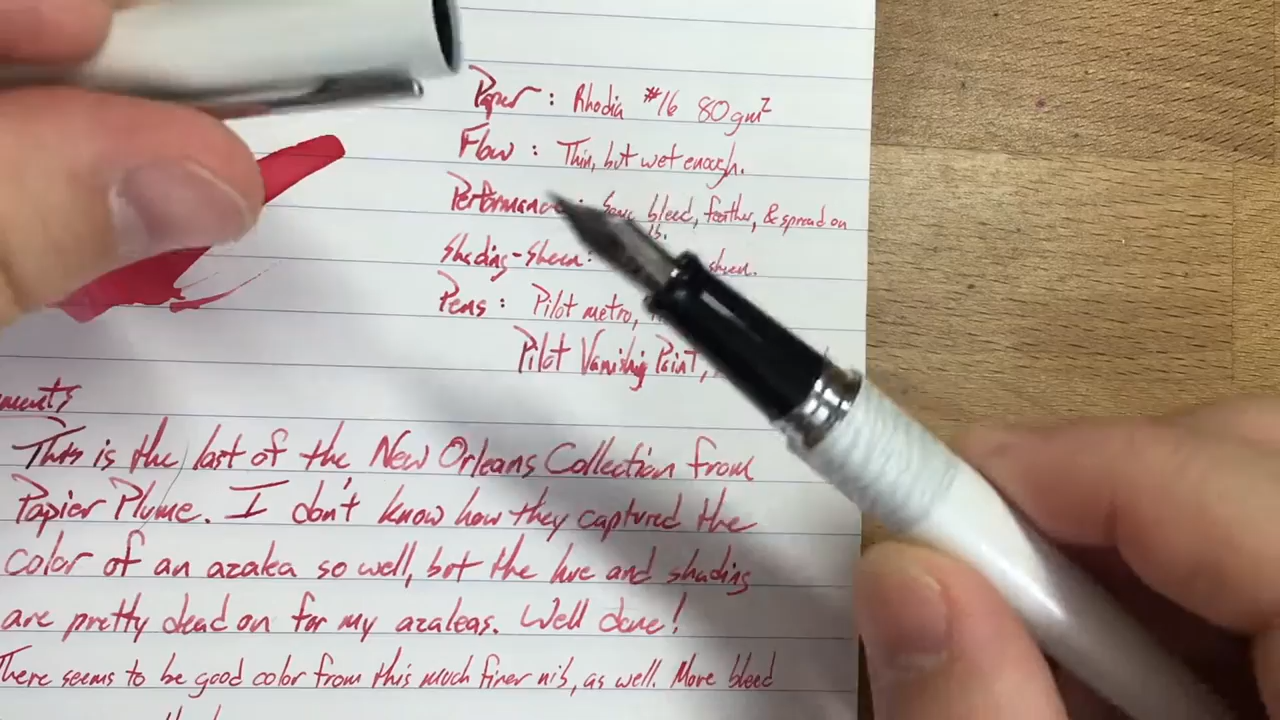 Paper : Rhodia #16 80gm²
Flow : Thin, but wet enough.
Performance : Some bleed, feather, & spread on
Shading-Sheen: sheen.
Pens : Pilot metro,
Pilot Vanishing Point,
ments
This is the last of the New Orleans Collection from
Papier Plume. I don't know how they captured the
color of an azalea so well, but the hue and shading
are pretty dead on for my azaleas. Well done!
There seems to be good color from this much finer nib, as well. More bleed